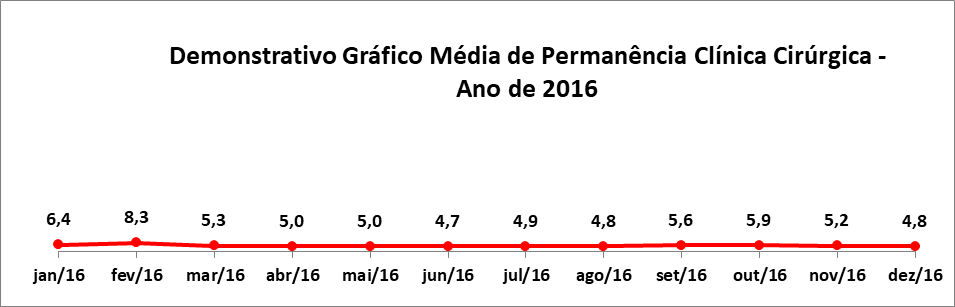 Demonstrativo Gráfico Média de Permanência Clínica Cirúrgica -
Ano de 2016
6,4 8,3 5,3 5,0 5,0 4,7 4,9 4,8 5,6 5,9 5,2 4,8
jan/16 fev/16 mar/16 abr/16 mai/16 jun/16 jul/16 ago/16 set/16 out/16 nov/16 dez/16